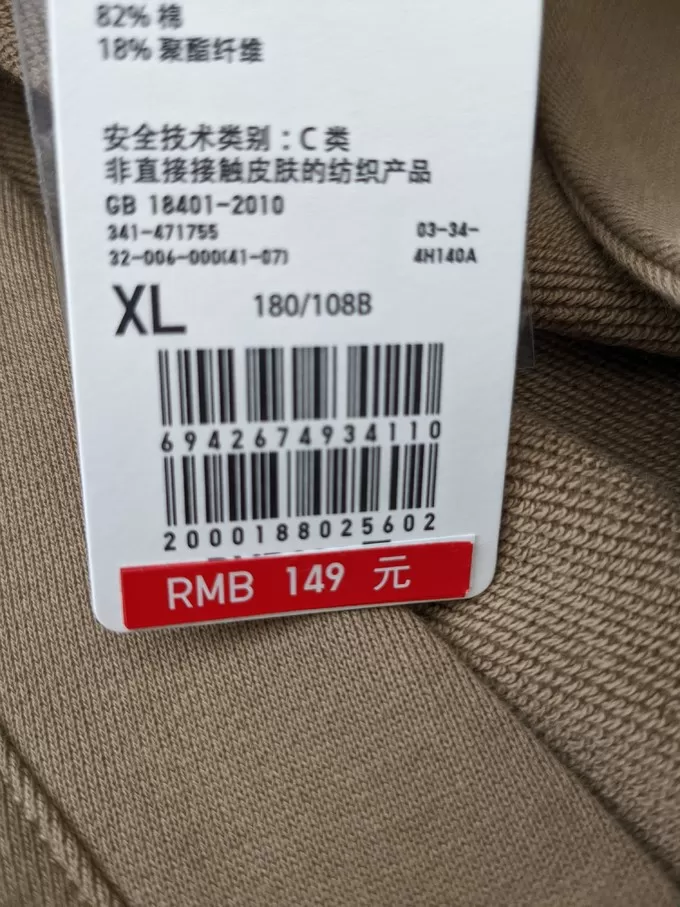 82% 棉
18% 聚酯纤维
安全技术类别：C 类
非直接接触皮肤的纺织产品
GB 18401-2010
341-471755 03-34-
32-006-000(41-07) 4H140A
XL 180/108B
6942674934110
2000188025602
RMB 149 元